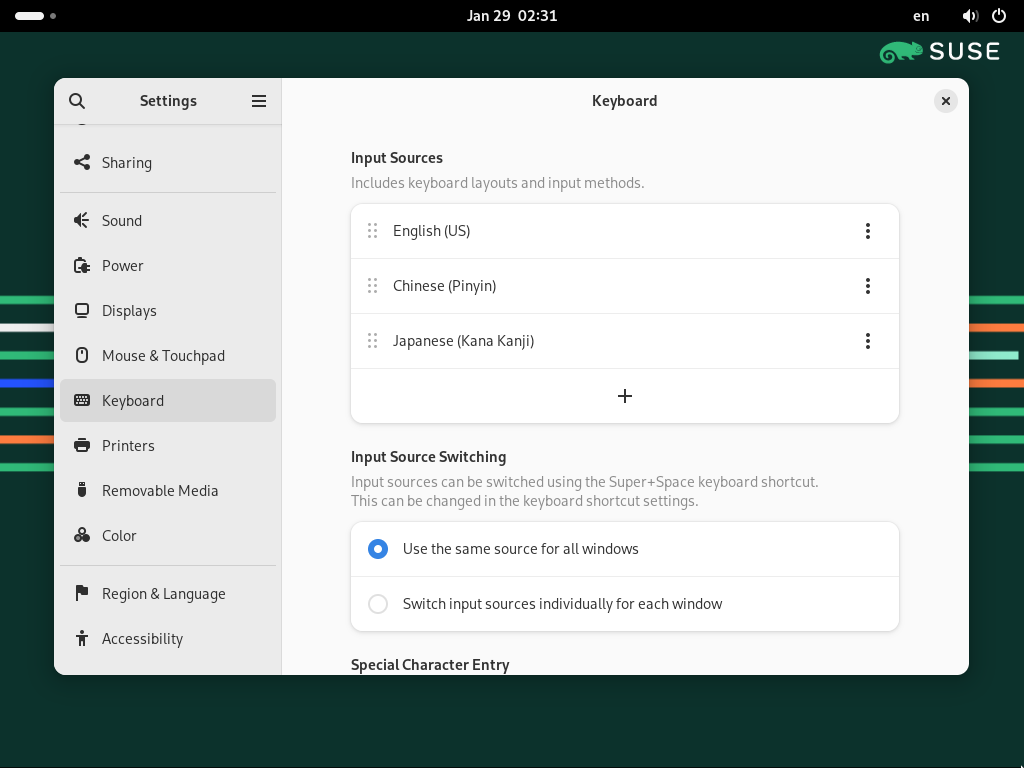 Jan 29 02:31
en
SUSE
Settings
Keyboard
Sharing
Sound
Power
Displays
Mouse & Touchpad
Keyboard
Printers
Removable Media
Color
Region & Language
Accessibility
Input Sources
Includes keyboard layouts and input methods.
English (US)
Chinese (Pinyin)
Japanese (Kana Kanji)
Input Source Switching
Input sources can be switched using the Super+Space keyboard shortcut.
This can be changed in the keyboard shortcut settings.
Use the same source for all windows
Switch input sources individually for each window
Special Character Entry